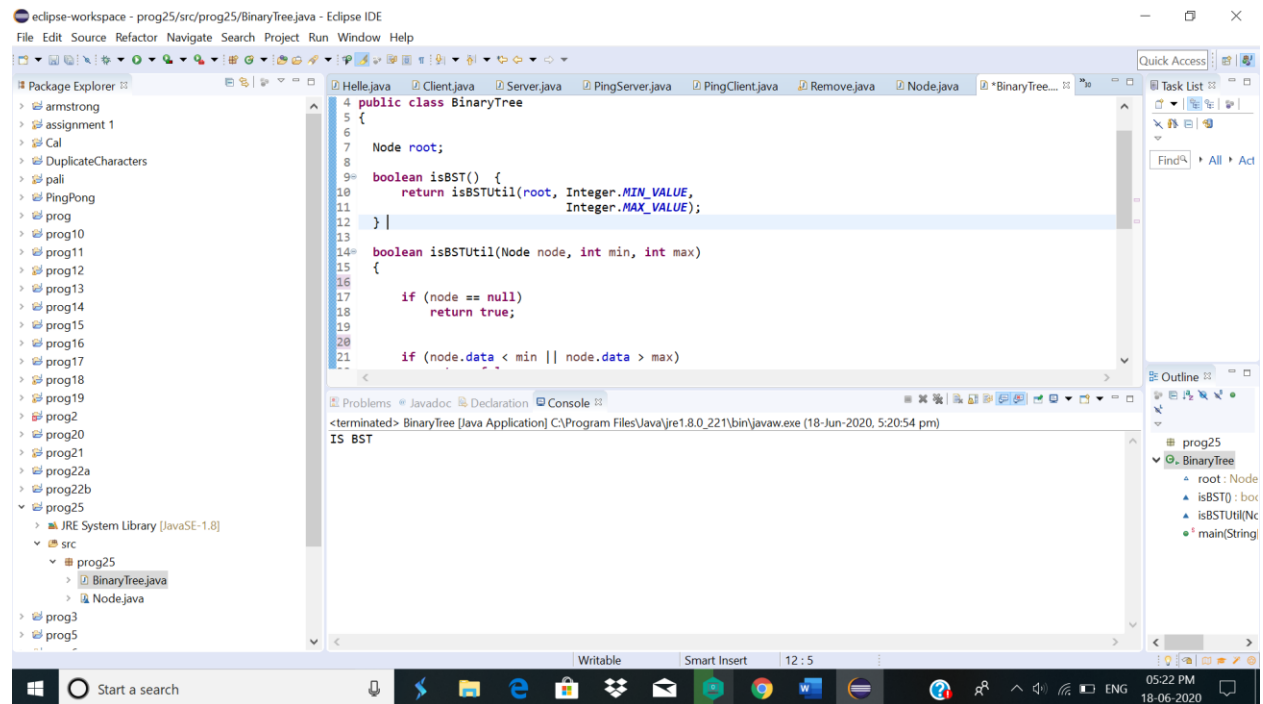 eclipse-workspace - prog25/src/prog25/BinaryTree.java - Eclipse IDE
File Edit Source Refactor Navigate Search Project Run Window Help
Quick Access
Package Explorer
armstrong
assignment 1
Cal
DuplicateCharacters
pali
PingPong
prog
prog10
prog11
prog12
prog13
prog14
prog15
prog16
prog17
prog18
prog19
prog2
prog20
prog21
prog22a
prog22b
prog25
JRE System Library [JavaSE-1.8]
src
prog25
BinaryTree.java
Node.java
prog3
prog5
Helle.java Client.java Server.java PingServer.java PingClient.java Remove.java Node.java *BinaryTree.... »30
4 public class BinaryTree
5 {
6
7 Node root;
8
9 boolean isBST() {
10 return isBSTUtil(root, Integer.MIN_VALUE,
11 Integer.MAX_VALUE);
12 }
13
14 boolean isBSTUtil(Node node, int min, int max)
15 {
16
17 if (node == null)
18 return true;
19
20
21 if (node.data < min || node.data > max)
Problems Javadoc Declaration Console
<terminated> BinaryTree [Java Application] C:\Program Files\Java\jre1.8.0_221\bin\javaw.exe (18-Jun-2020, 5:20:54 pm)
IS BST
Task List
Find All Act
Outline
prog25
BinaryTree
root : Node
isBST() : boo
isBSTUtil(No
main(String
Writable Smart Insert 12 : 5
Start a search
W
ENG
05:22 PM
18-06-2020